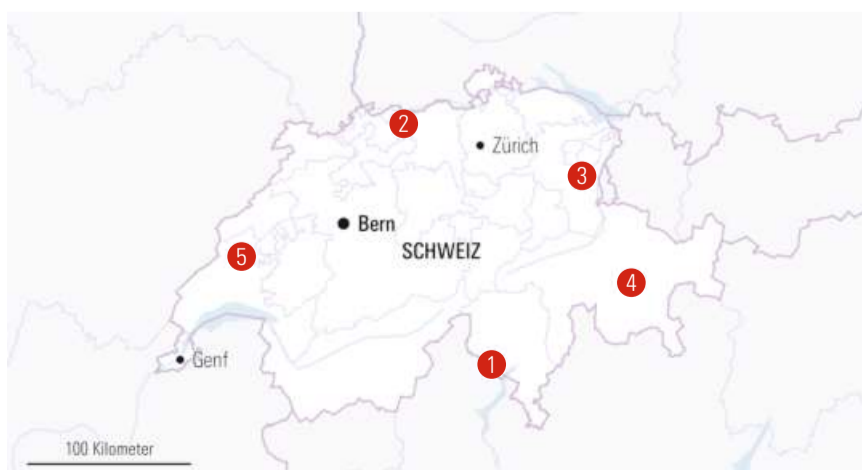 2
Zürich
3
Bern
5
SCHWEIZ
4
Genf
1
100 Kilometer